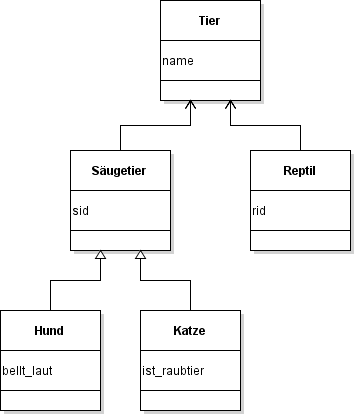 Tier
name
Säugetier
sid
Reptil
rid
Hund
bellt_laut
Katze
ist_raubtier